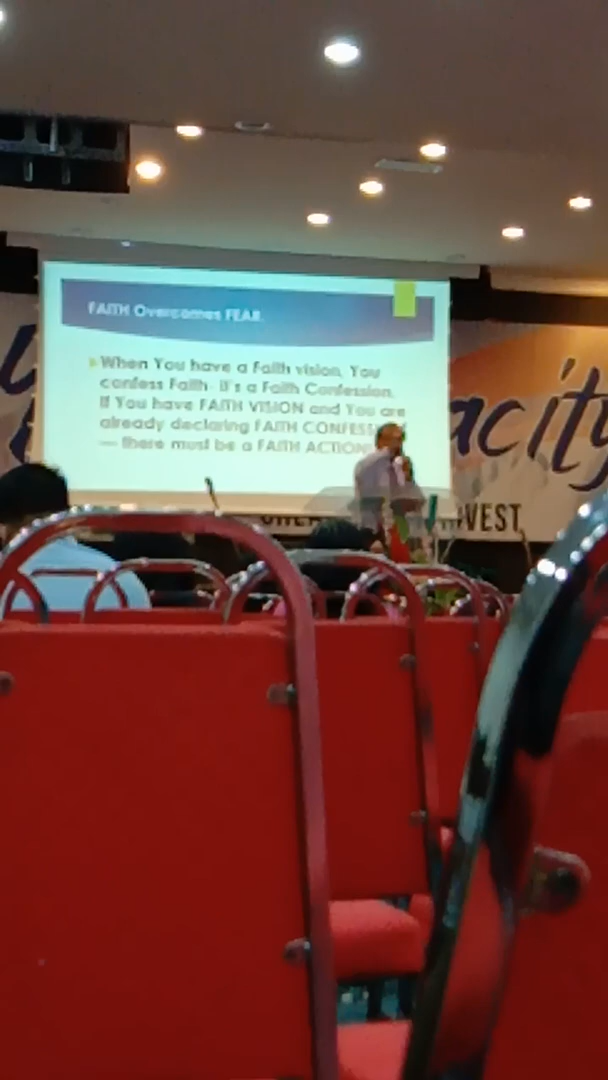 FAITH Overcomes FEAR
When You have a Faith vision, You
confess Faith- it's a Faith Confession.
If You have FAITH VISION and You are
already declaring FAITH
— there must be a FAITH ACTION
acity